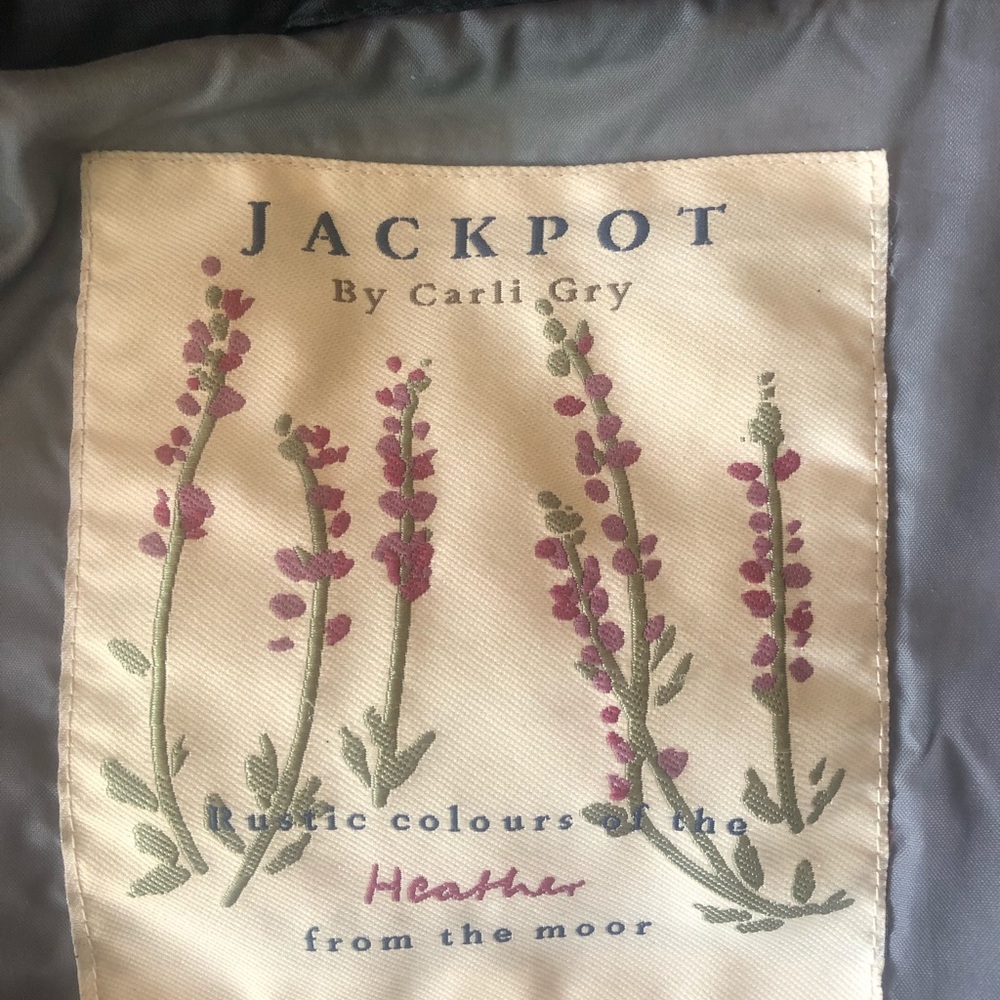 JACKPOT
By Carli Gry
Rustic colours of the
Heather
from the moor